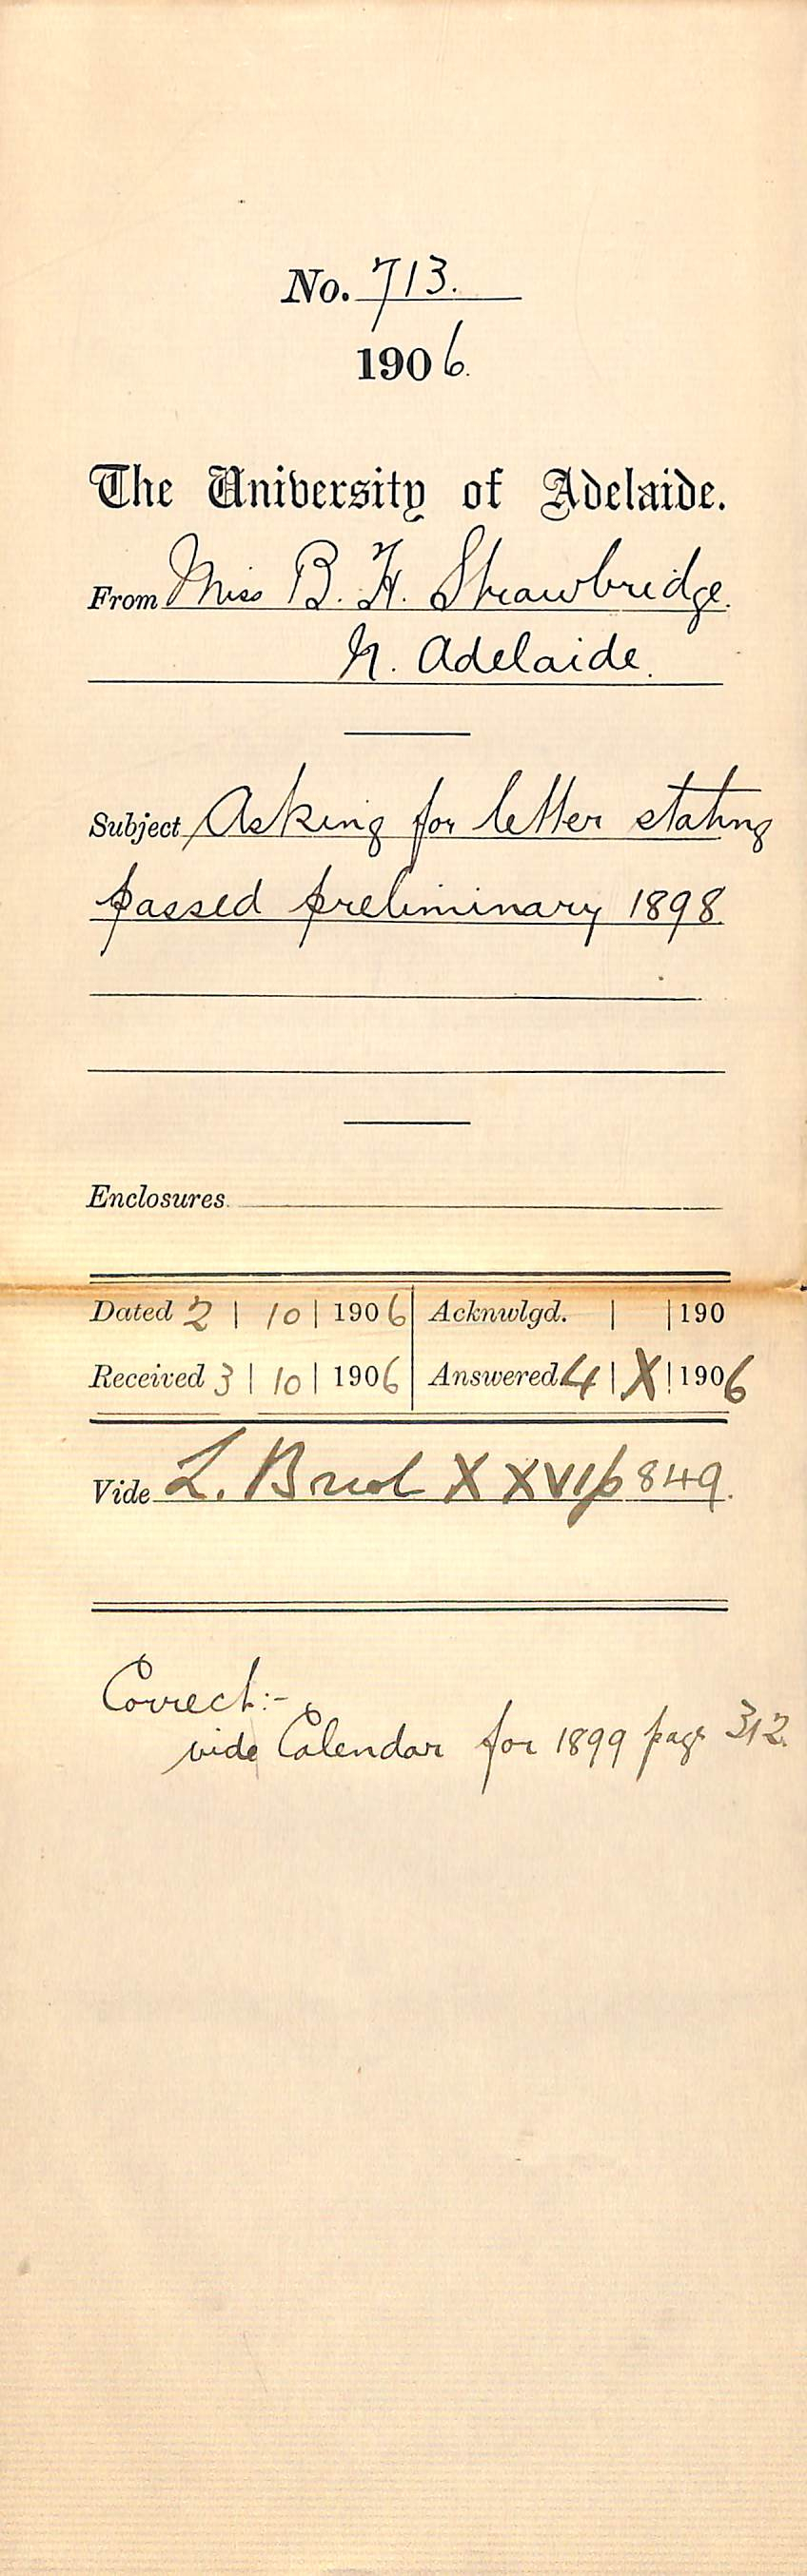 No. 713.
1906.
The University of Adelaide.
From Miss B. H. Strawbridge.
N. Adelaide.
Subject Asking for letter stating
passed preliminary 1898.
Enclosures.
Dated 2 | 10 | 1906 | Acknwlgd. | | 190
Received 3 | 10 | 1906 | Answered 4 | X | 1906
Vide L. XXVI p 849.
Correct:-
vide Calendar for 1899 page 312.